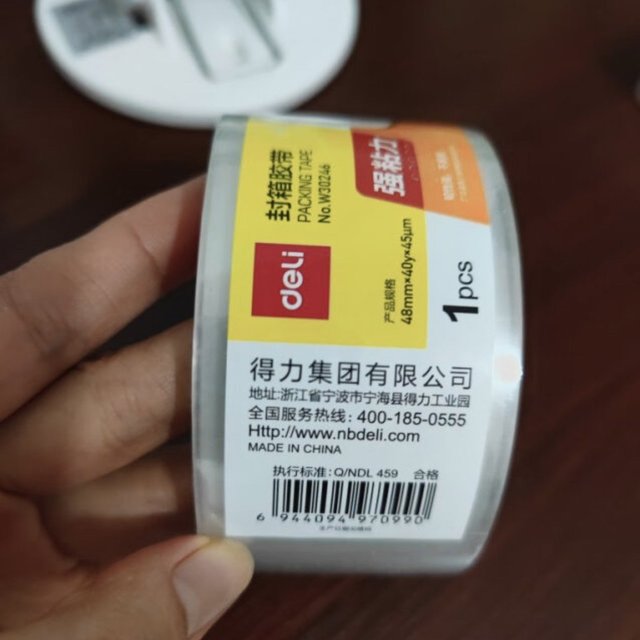 封箱胶带
PACKING TAPE
No.W30246
强粘力
deli
产品规格
48mm×40y×45μm
1pcs
得力集团有限公司
地址:浙江省宁波市宁海县得力工业园
全国服务热线: 400-185-0555
Http://www.nbdeli.com
MADE IN CHINA
执行标准: Q/NDL 459 合格
6 944094 970990